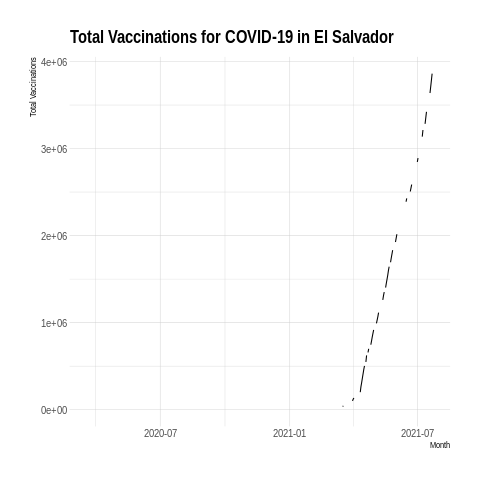 Total Vaccinations for COVID-19 in El Salvador
Total Vaccinations
4e+06
3e+06
2e+06
1e+06
0e+00
2020-07
2021-01
2021-07
Month